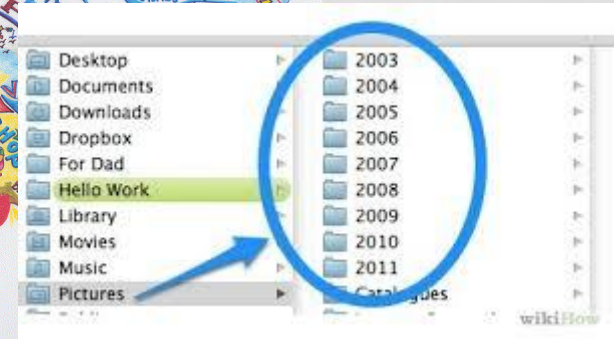 Desktop
Documents
Downloads
Dropbox
For Dad
Hello Work
Library
Movies
Music
Pictures
2003
2004
2005
2006
2007
2008
2009
2010
2011
Catalogues
wikiHow